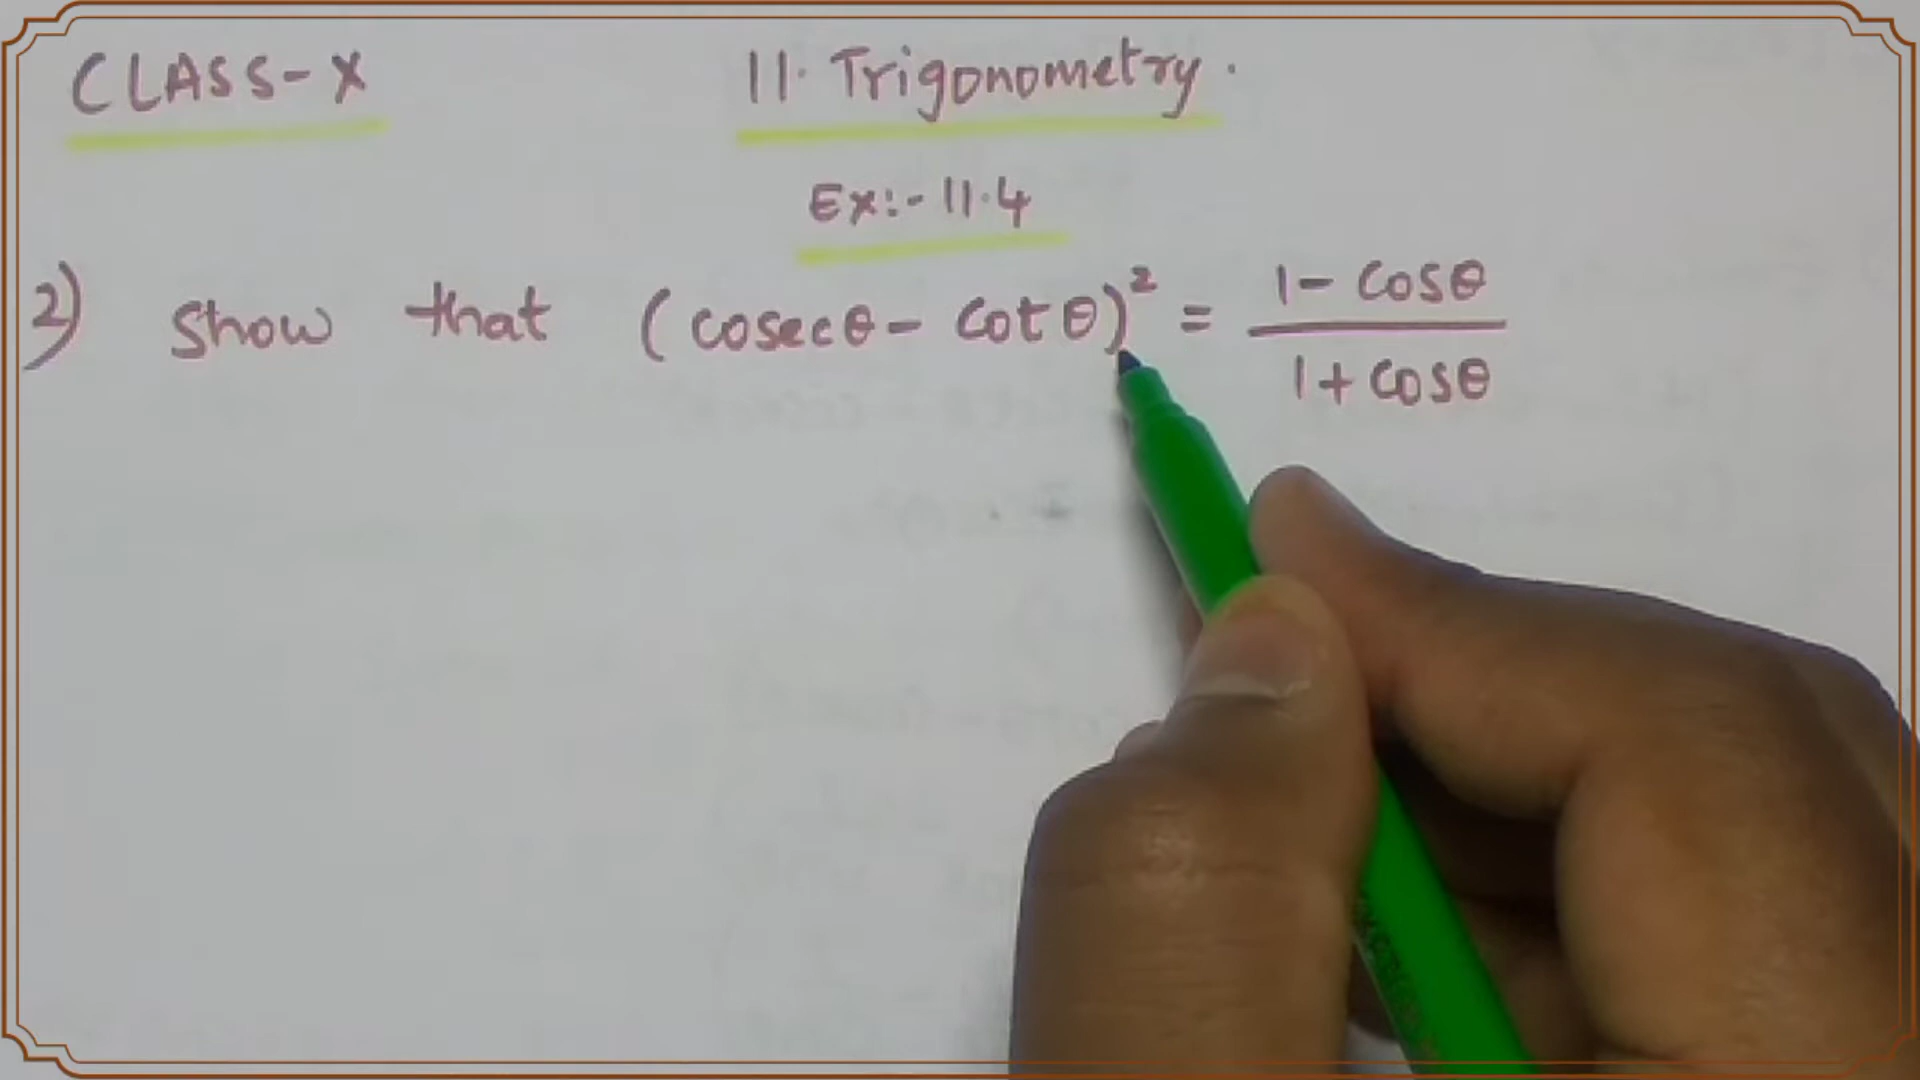 CLASS-X
11. Trigonometry.
Ex:- 11.4
2) Show that (cosecθ - cotθ)² = 1 - cosθ / 1 + cosθ